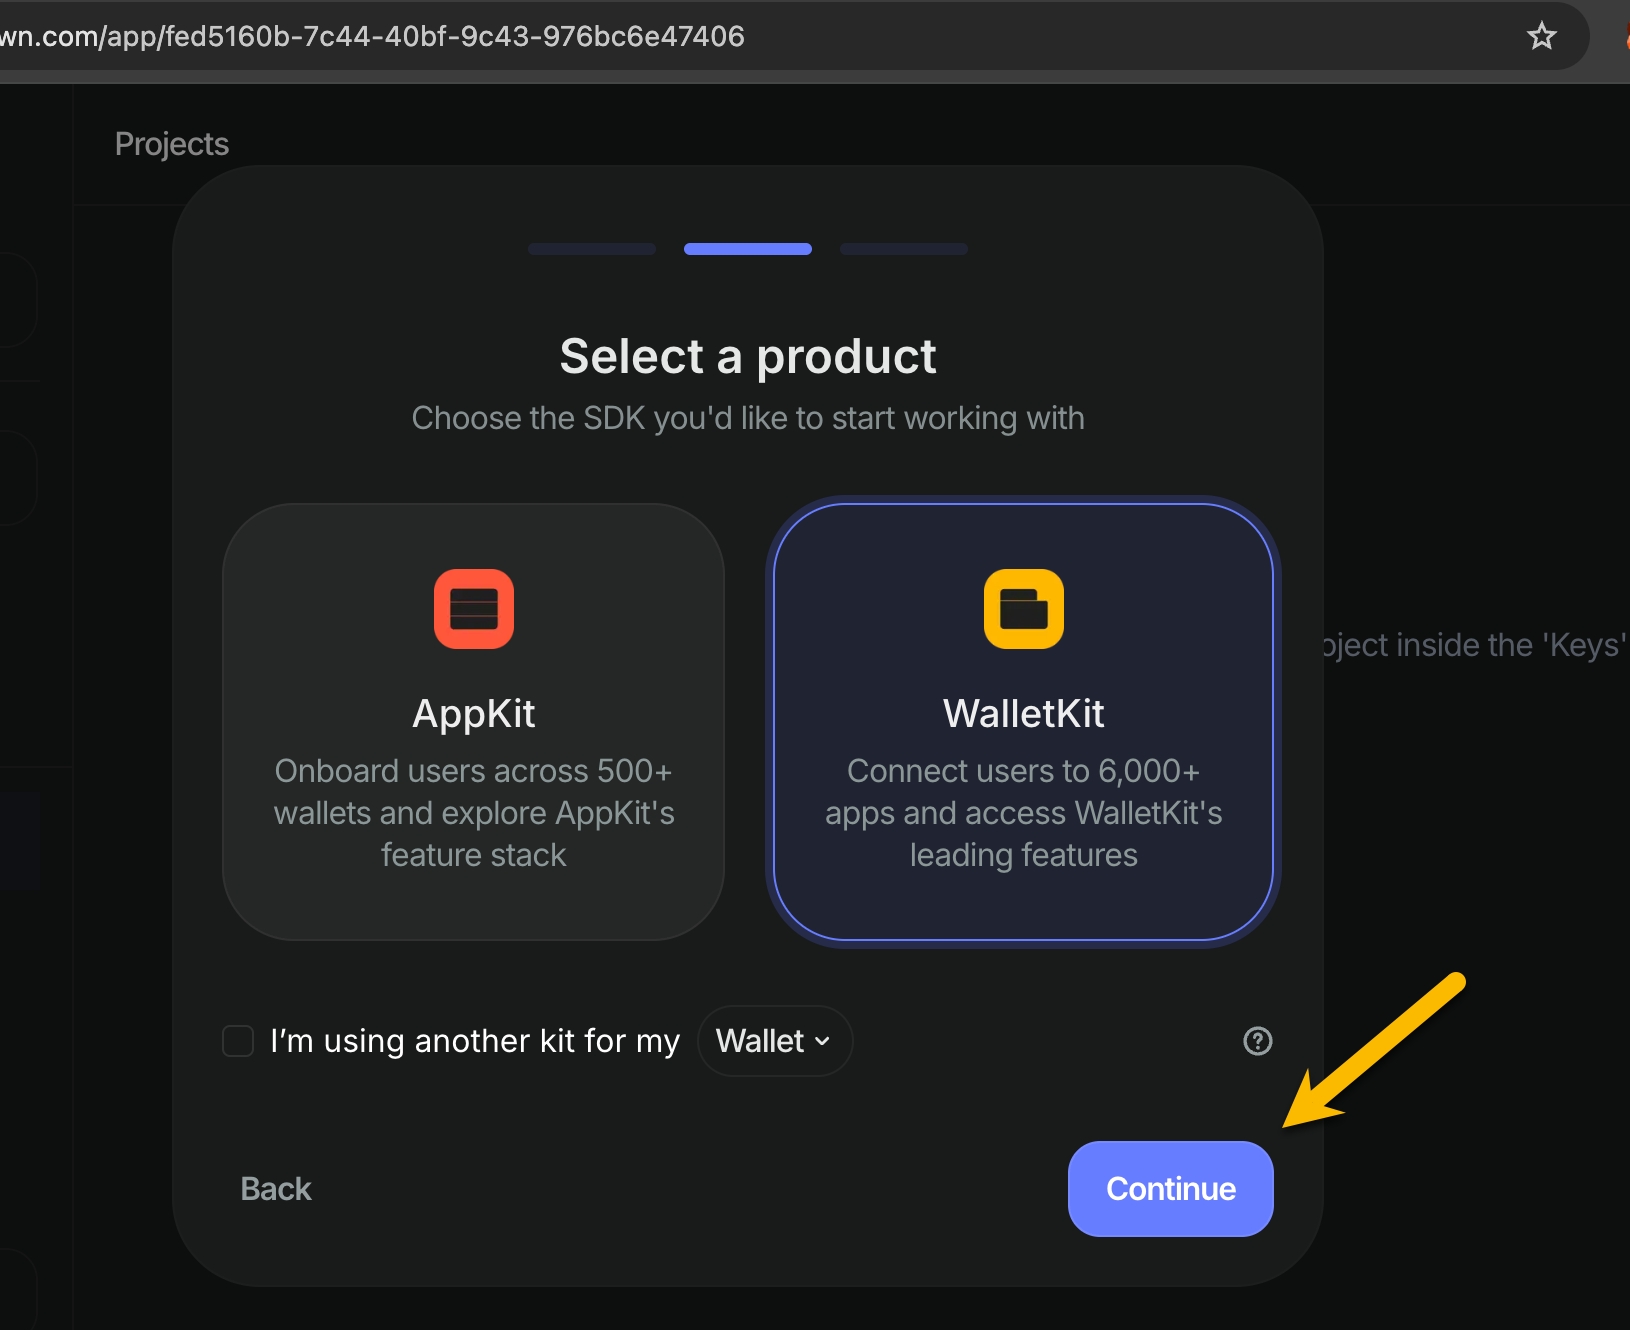 wn.com/app/fed5160b-7c44-40bf-9c43-976bc6e47406
Projects
Select a product
Choose the SDK you'd like to start working with
AppKit
Onboard users across 500+
wallets and explore AppKit's
feature stack
WalletKit
Connect users to 6,000+
apps and access WalletKit's
leading features
oject inside the 'Keys'
I’m using another kit for my
Wallet
Back
Continue